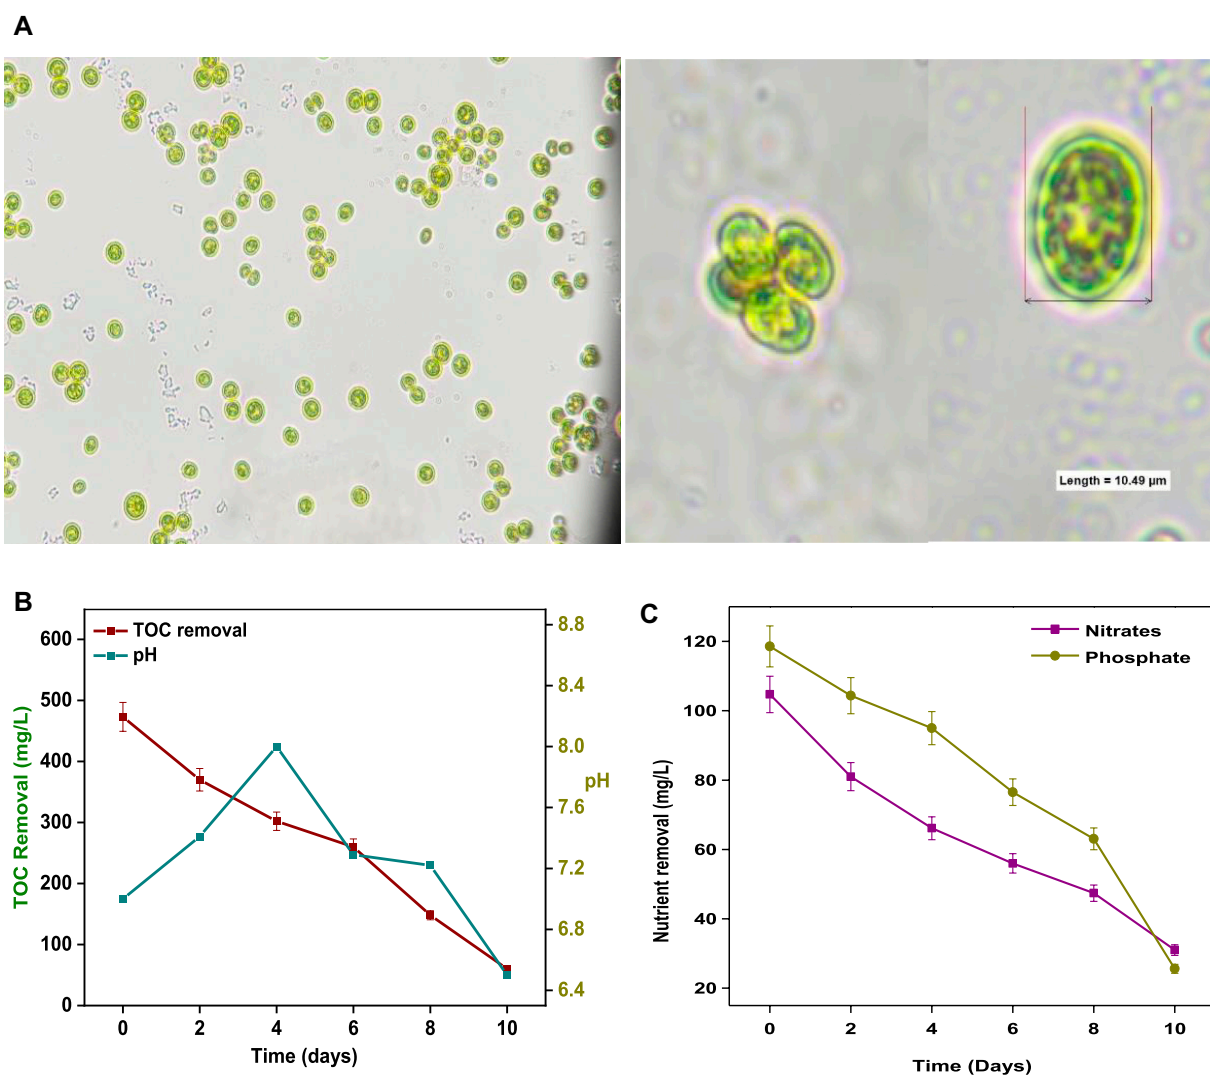 A
Length = 10.49 µm
B
TOC removal
pH
600
500
400
300
200
100
0
TOC Removal (mg/L)
8.8
8.4
8.0
7.6
7.2
6.8
6.4
pH
0 2 4 6 8 10
Time (days)
C
Nitrates
Phosphate
120
100
80
60
40
20
Nutrient removal (mg/L)
0 2 4 6 8 10
Time (Days)